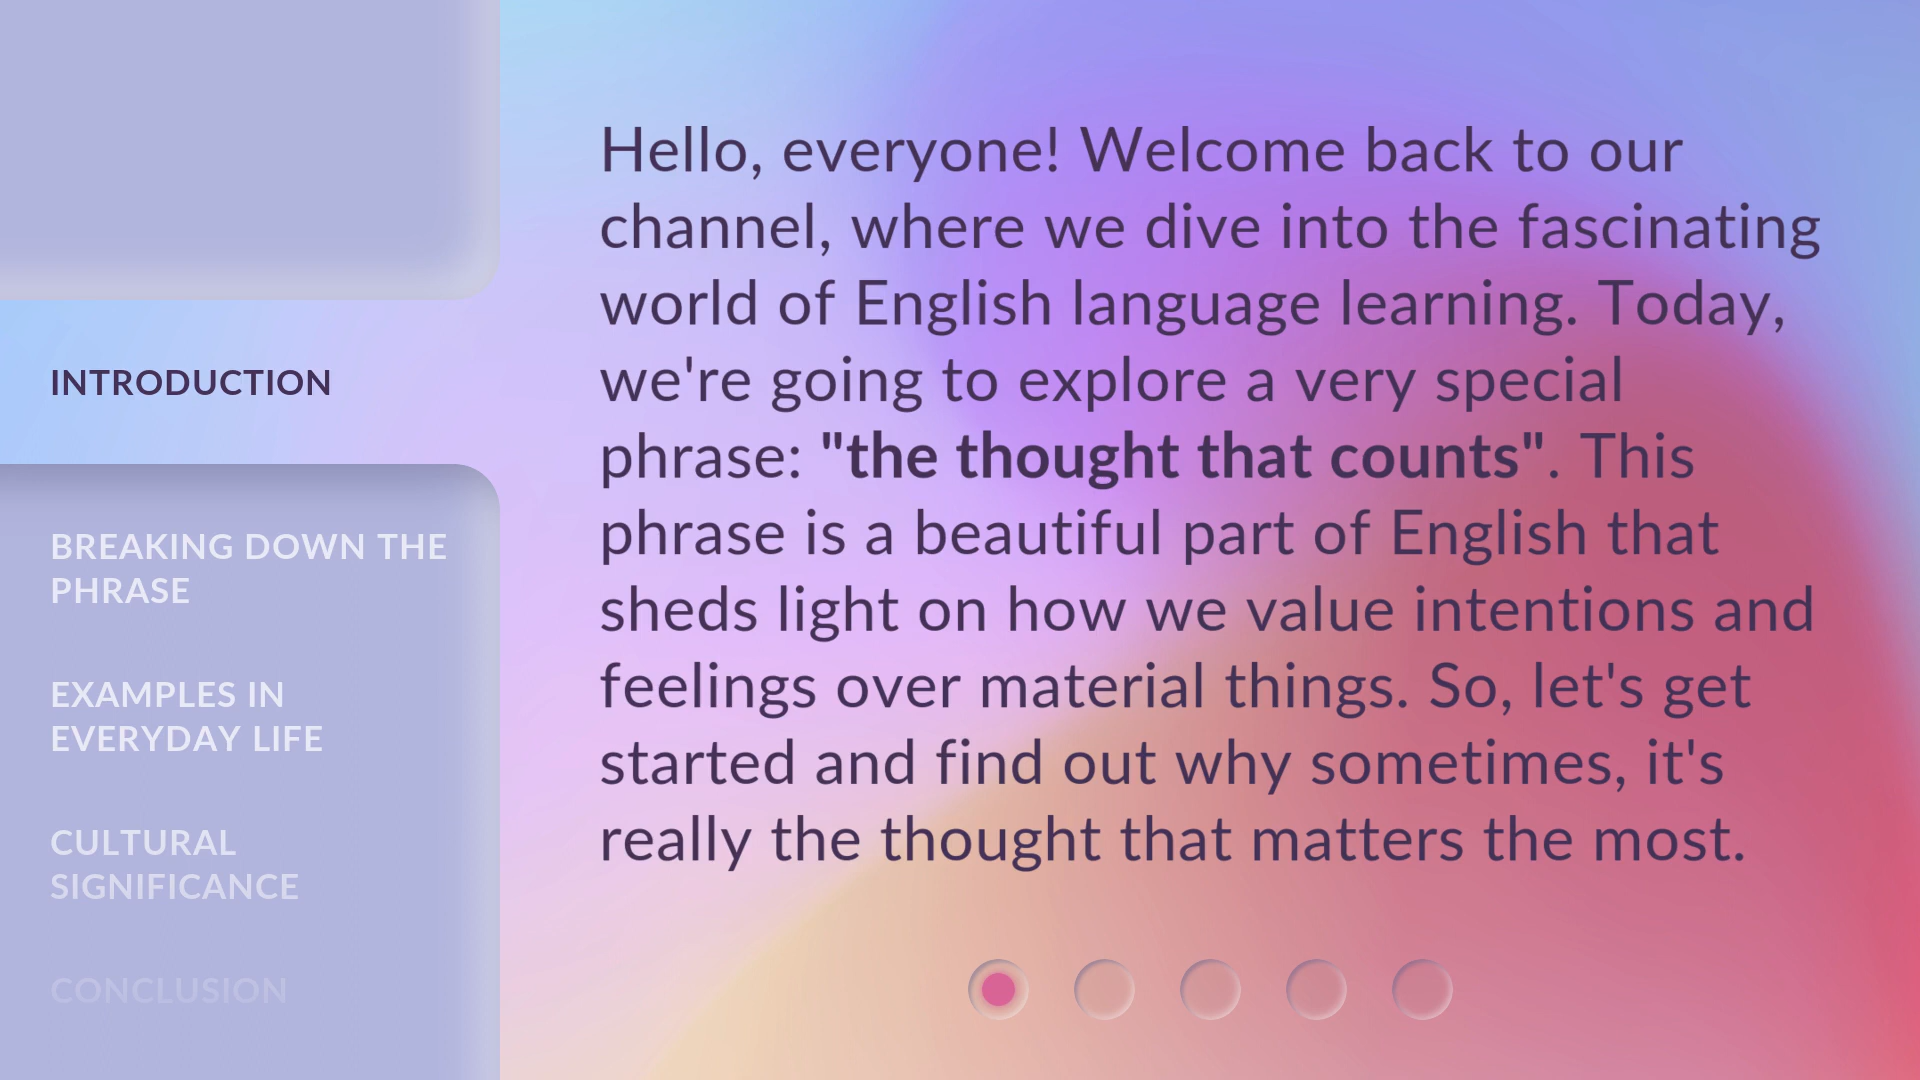 INTRODUCTION
BREAKING DOWN THE
PHRASE
EXAMPLES IN
EVERYDAY LIFE
CULTURAL
SIGNIFICANCE
CONCLUSION
Hello, everyone! Welcome back to our
channel, where we dive into the fascinating
world of English language learning. Today,
we're going to explore a very special
phrase: "the thought that counts". This
phrase is a beautiful part of English that
sheds light on how we value intentions and
feelings over material things. So, let's get
started and find out why sometimes, it's
really the thought that matters the most.